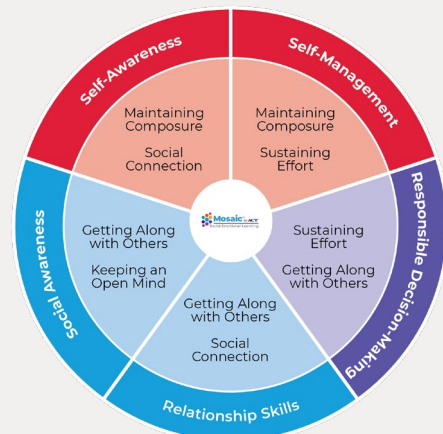 Self-Awareness
Self-Management
Maintaining
Composure
Social
Connection
Maintaining
Composure
Sustaining
Effort
Mosaic by ACT
Social Emotional Learning
Social Awareness
Getting Along
with Others
Keeping an
Open Mind
Sustaining
Effort
Getting Along
with Others
Responsible Decision-Making
Getting Along
with Others
Social
Connection
Relationship Skills